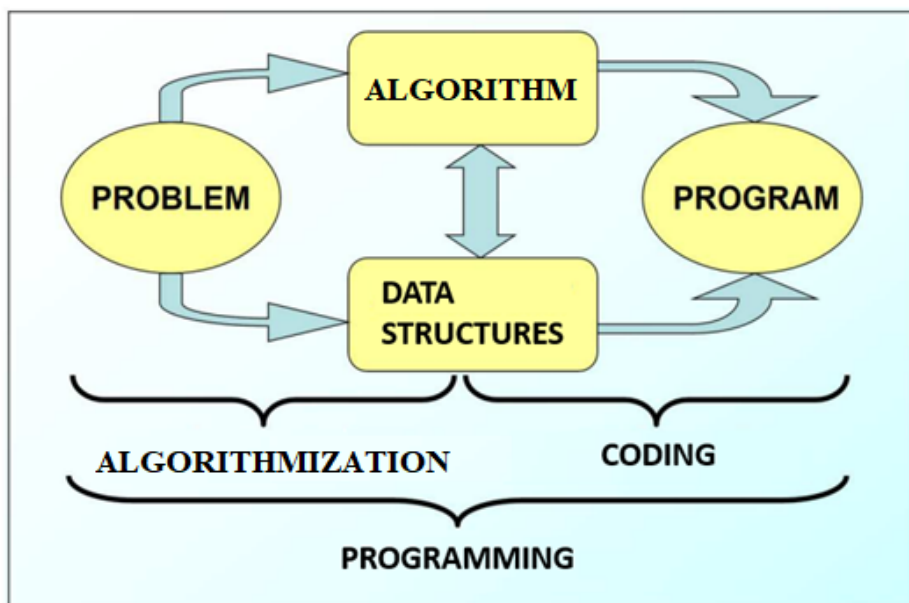 ALGORITHM
PROBLEM
PROGRAM
DATA
STRUCTURES
ALGORITHMIZATION
CODING
PROGRAMMING